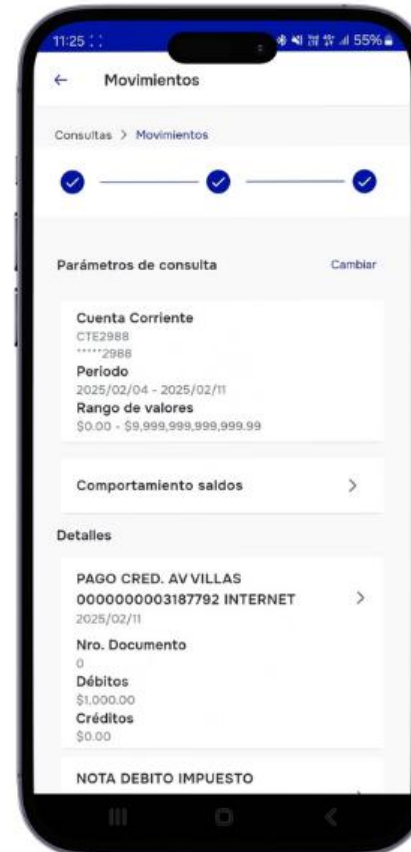 11:25
55%
Movimientos
Consultas > Movimientos
Parámetros de consulta Cambiar
Cuenta Corriente
CTE2988
*****2988
Periodo
2025/02/04 - 2025/02/11
Rango de valores
$0.00 - $9,999,999,999,999.99
Comportamiento saldos
Detalles
PAGO CRED. AV VILLAS
0000000003187792 INTERNET
2025/02/11
Nro. Documento
0
Débitos
$1,000.00
Créditos
$0.00
NOTA DEBITO IMPUESTO